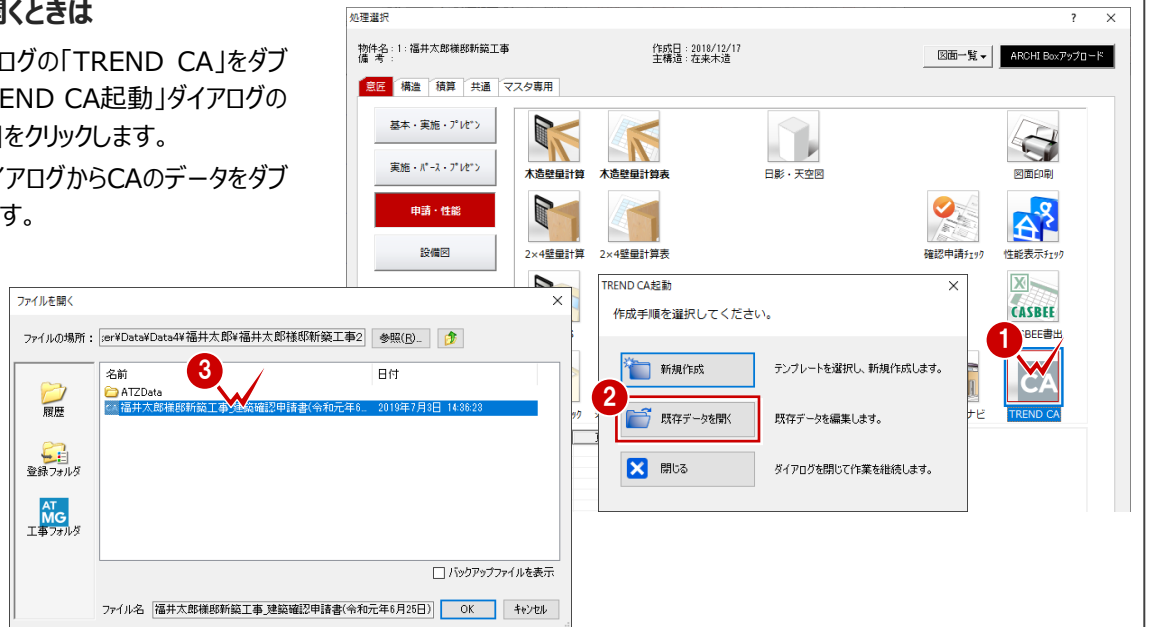 開くときは
ログの「TREND CA」をダブ
END CA起動」ダイアログの
]をクリックします。
イアログからCAのデータをダブ
す。
処理選択
? ×
物件名:1:福井太郎様邸新築工事
備 考:
作成日:2018/12/17
主構造:在来木造
図面一覧▼
ARCHI Boxアップロード
意匠 構造 積算 共通 マスタ専用
基本・実施・プレゼン
実施・パース・プレゼン
申請・性能
設備図
木造壁量計算 木造壁量計算表 日影・天空図 図面印刷
2×4壁量計算 2×4壁量計算表 確認申請チェック 性能表示チェック
CASBEE
BEE書出
1
CA
ナビ
TREND CA
TREND CA起動
×
作成手順を選択してください。
新規作成 テンプレートを選択し、新規作成します。
2
既存データを開く 既存データを編集します。
閉じる ダイアログを閉じて作業を継続します。
ファイルを開く
×
ファイルの場所: ;er¥Data¥Data4¥福井太郎¥福井太郎様邸新築工事2 参照(R)...
3
名前 日付
ATZData
福井太郎様邸新築工事_建築確認申請書(令和元年6... 2019年7月3日 14:36:23
履歴
登録フォルダ
AT
MG
工事フォルダ
バックアップファイルを表示
ファイル名 福井太郎様邸新築工事_建築確認申請書(令和元年6月25日) OK キャンセル